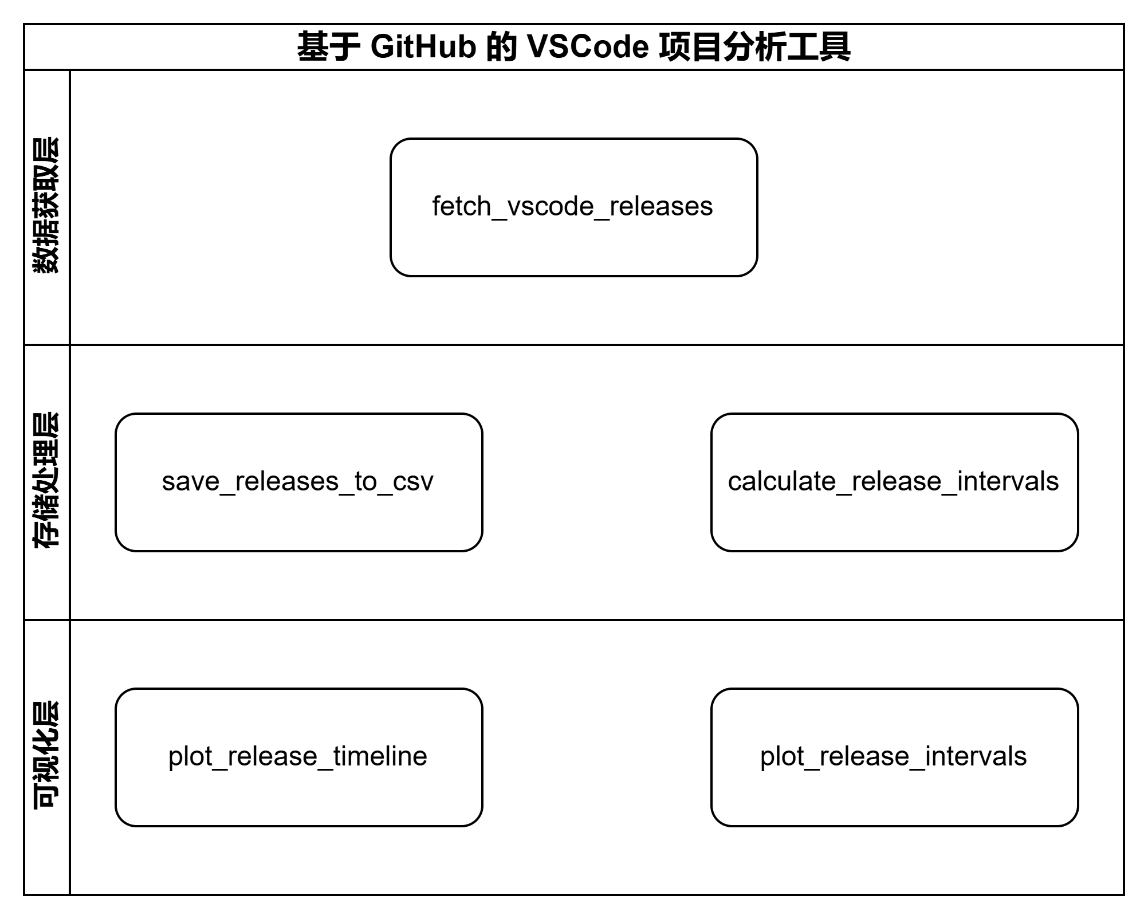 基于 GitHub 的 VSCode 项目分析工具
数据获取层
fetch_vscode_releases
存储处理层
save_releases_to_csv
calculate_release_intervals
可视化层
plot_release_timeline
plot_release_intervals